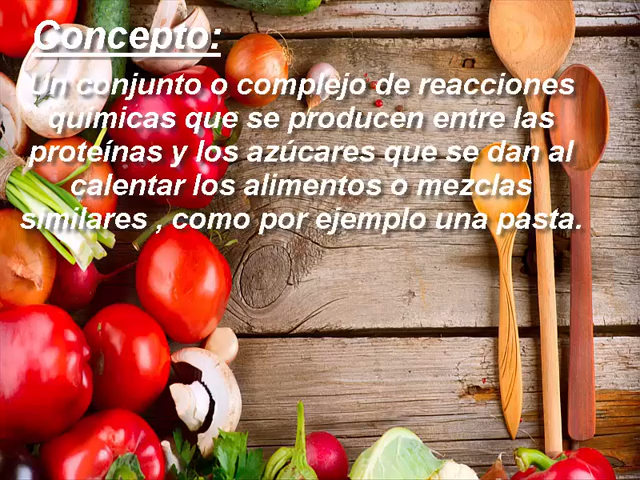 Concepto:
Un conjunto o complejo de reacciones
químicas que se producen entre las
proteínas y los azúcares que se dan al
calentar los alimentos o mezclas
similares , como por ejemplo una pasta.